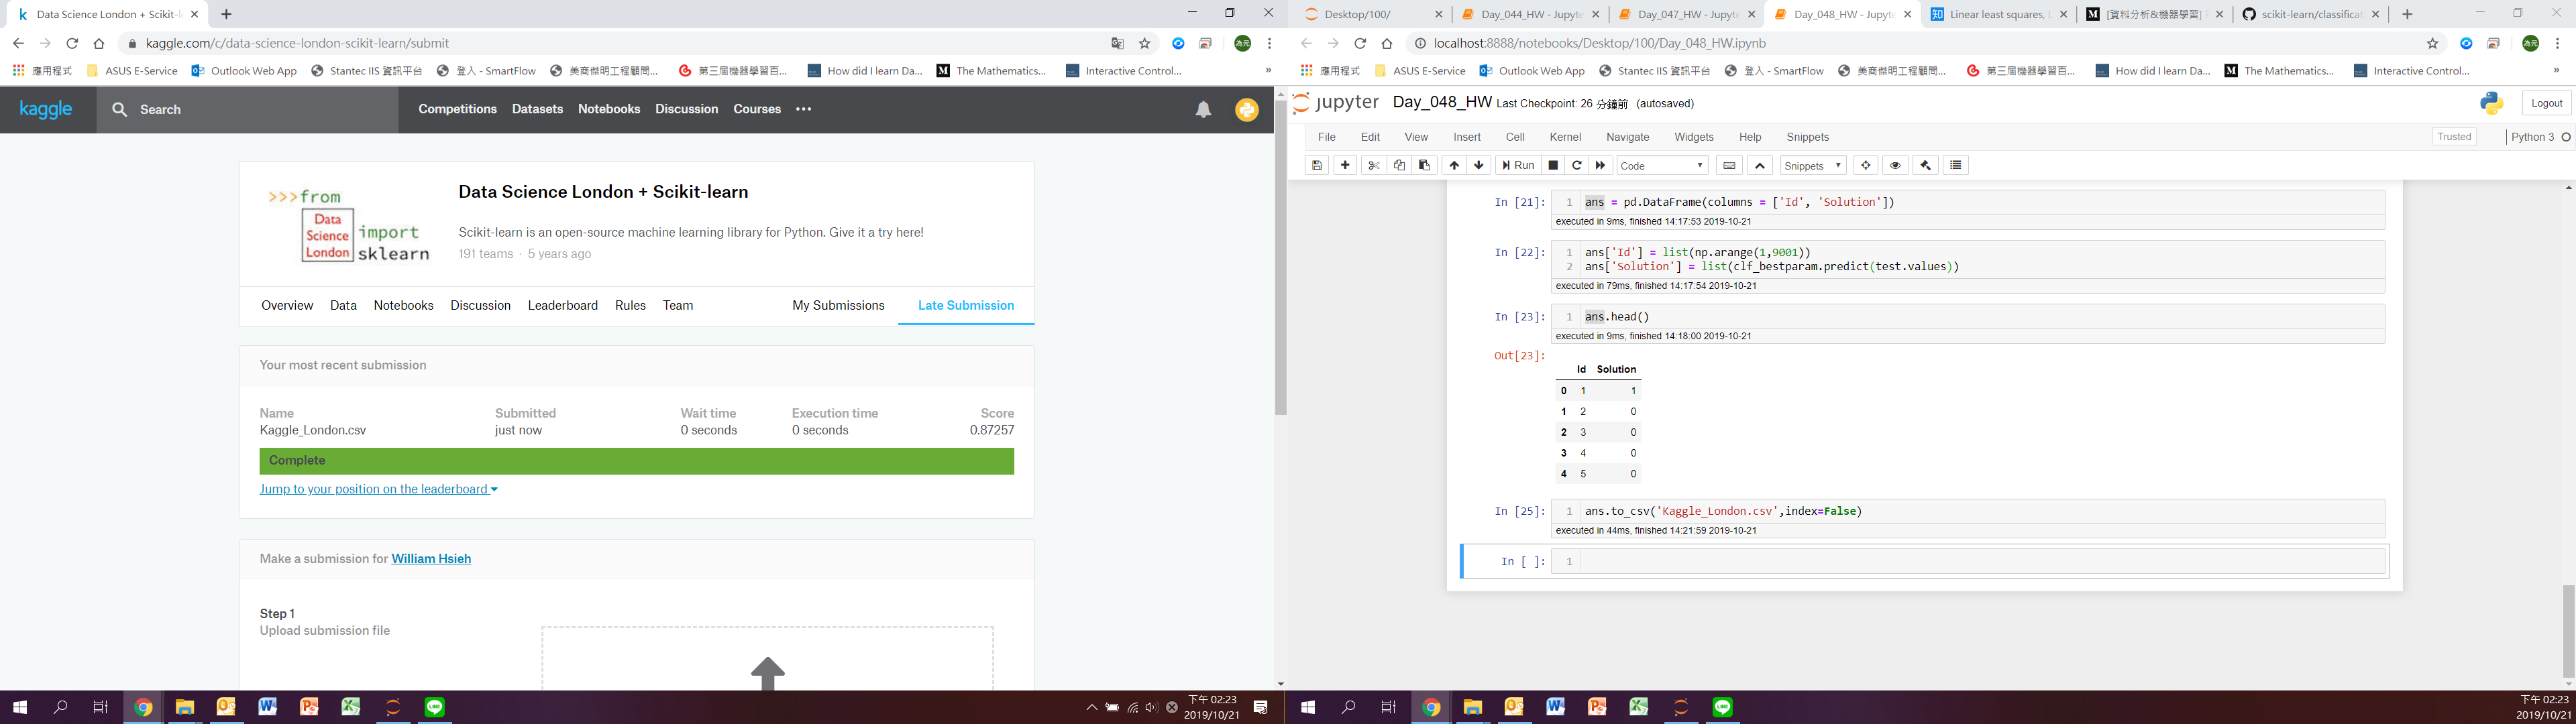 Data Science London + Scikit-l
kaggle.com/c/data-science-london-scikit-learn/submit
應用程式
ASUS E-Service
Outlook Web App
Stantec IIS 資訊平台
登入 - SmartFlow
美商傑明工程顧問...
第三屆機器學習百...
How did I learn Da...
The Mathematics...
Interactive Control...
»
kaggle
Search
Competitions
Datasets
Notebooks
Discussion
Courses
>>>from
Data
Science
London
import
sklearn
Data Science London + Scikit-learn
Scikit-learn is an open-source machine learning library for Python. Give it a try here!
191 teams · 5 years ago
Overview
Data
Notebooks
Discussion
Leaderboard
Rules
Team
My Submissions
Late Submission
Your most recent submission
Name Submitted Wait time Execution time Score
Kaggle_London.csv just now 0 seconds 0 seconds 0.87257
Complete
Jump to your position on the leaderboard
Make a submission for William Hsieh
Step 1
Upload submission file
下午 02:23
2019/10/21
Desktop/100/
Day_044_HW - Jupyte
Day_047_HW - Jupyte
Day_048_HW - Jupyte
知 Linear least squares, L
[資料分析&機器學習]
scikit-learn/classificat
localhost:8888/notebooks/Desktop/100/Day_048_HW.ipynb
應用程式
ASUS E-Service
Outlook Web App
Stantec IIS 資訊平台
登入 - SmartFlow
美商傑明工程顧問...
第三屆機器學習百...
How did I learn Da...
The Mathematics...
Interactive Control...
»
jupyter Day_048_HW Last Checkpoint: 26 分鐘前 (autosaved)
Logout
File Edit View Insert Cell Kernel Navigate Widgets Help Snippets
Trusted
Python 3
Run
Code
Snippets
In [21]: 1 ans = pd.DataFrame(columns = ['Id', 'Solution'])
executed in 9ms, finished 14:17:53 2019-10-21
In [22]: 1 ans['Id'] = list(np.arange(1,9001))
2 ans['Solution'] = list(clf_bestparam.predict(test.values))
executed in 79ms, finished 14:17:54 2019-10-21
In [23]: 1 ans.head()
executed in 9ms, finished 14:18:00 2019-10-21
Out[23]:
Id Solution
0 1 1
1 2 0
2 3 0
3 4 0
4 5 0
In [25]: 1 ans.to_csv('Kaggle_London.csv',index=False)
executed in 44ms, finished 14:21:59 2019-10-21
In [ ]: 1
下午 02:23
2019/10/21